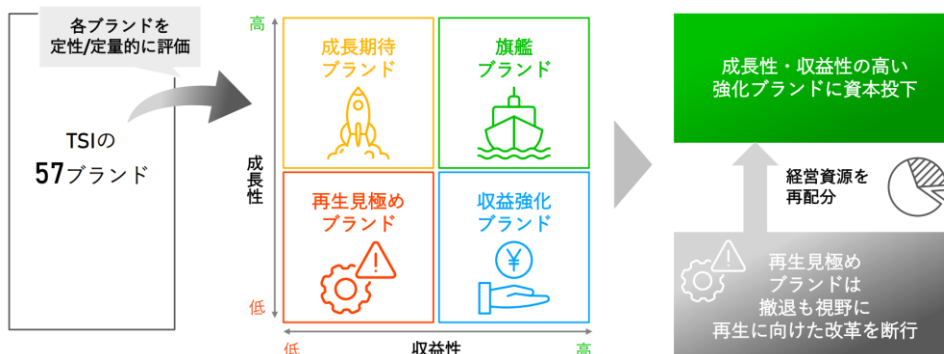 各ブランドを
定性/定量的に評価
TSIの
57ブランド
高
成長性
低
成長期待
ブランド
旗艦
ブランド
再生見極め
ブランド
収益強化
ブランド
¥
低
収益性
高
成長性・収益性の高い
強化ブランドに資本投下
経営資源を
再配分
再生見極め
ブランドは
撤退も視野に
再生に向けた改革を断行